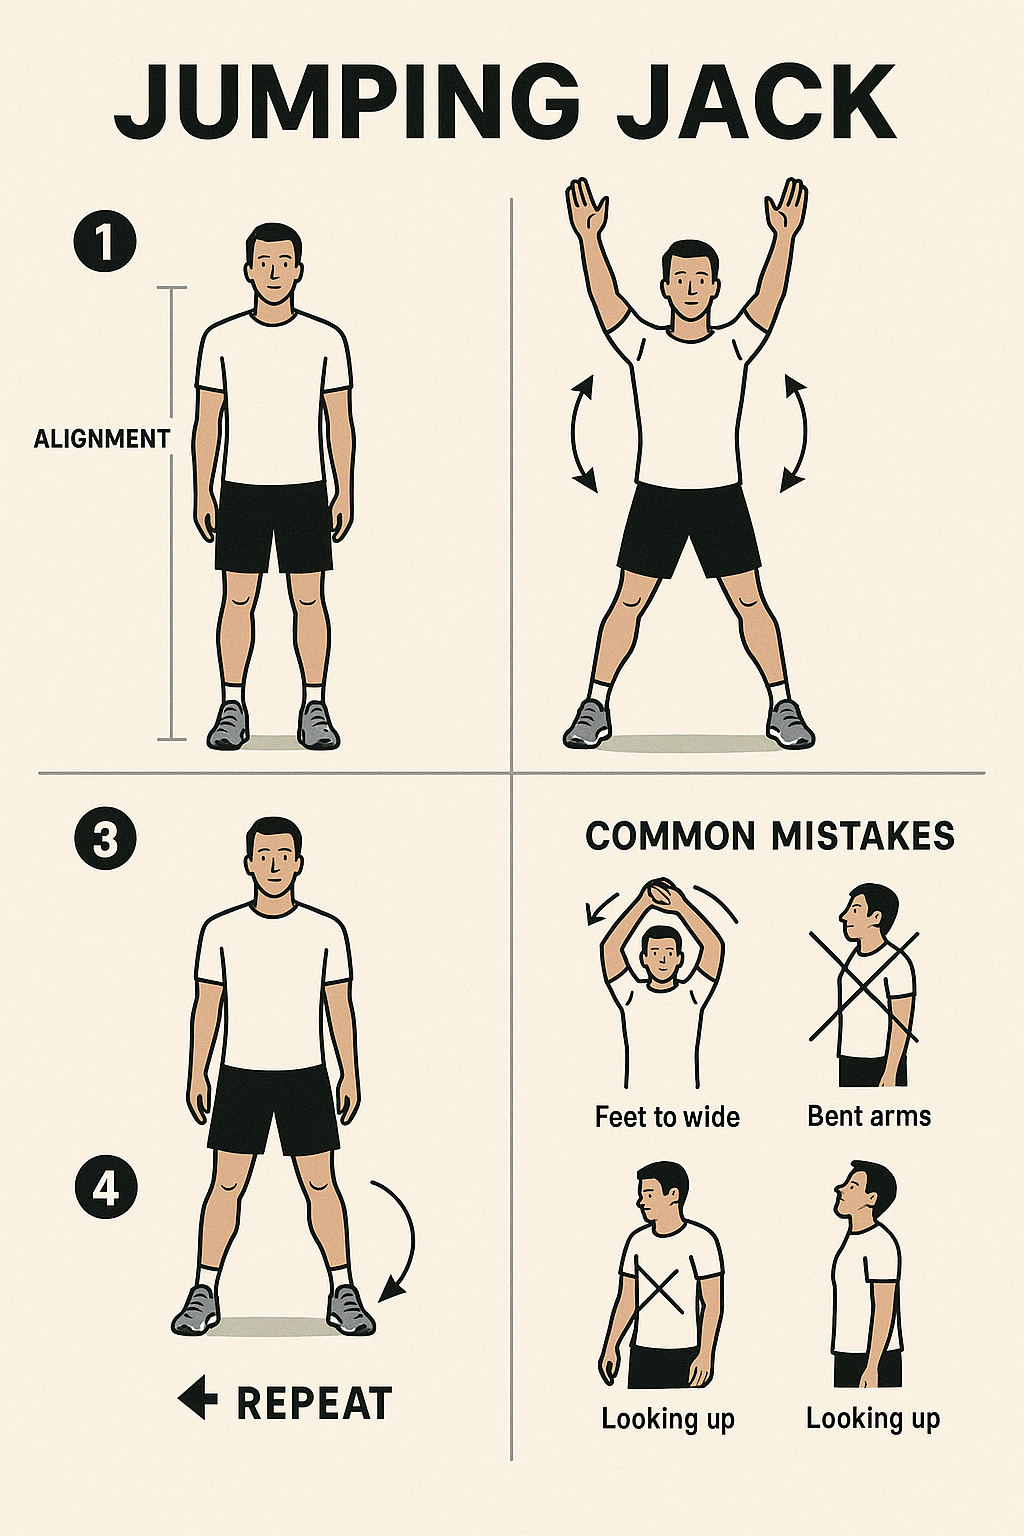 JUMPING JACK
1
ALIGNMENT
3
4
REPEAT
COMMON MISTAKES
Feet to wide
Bent arms
Looking up
Looking up